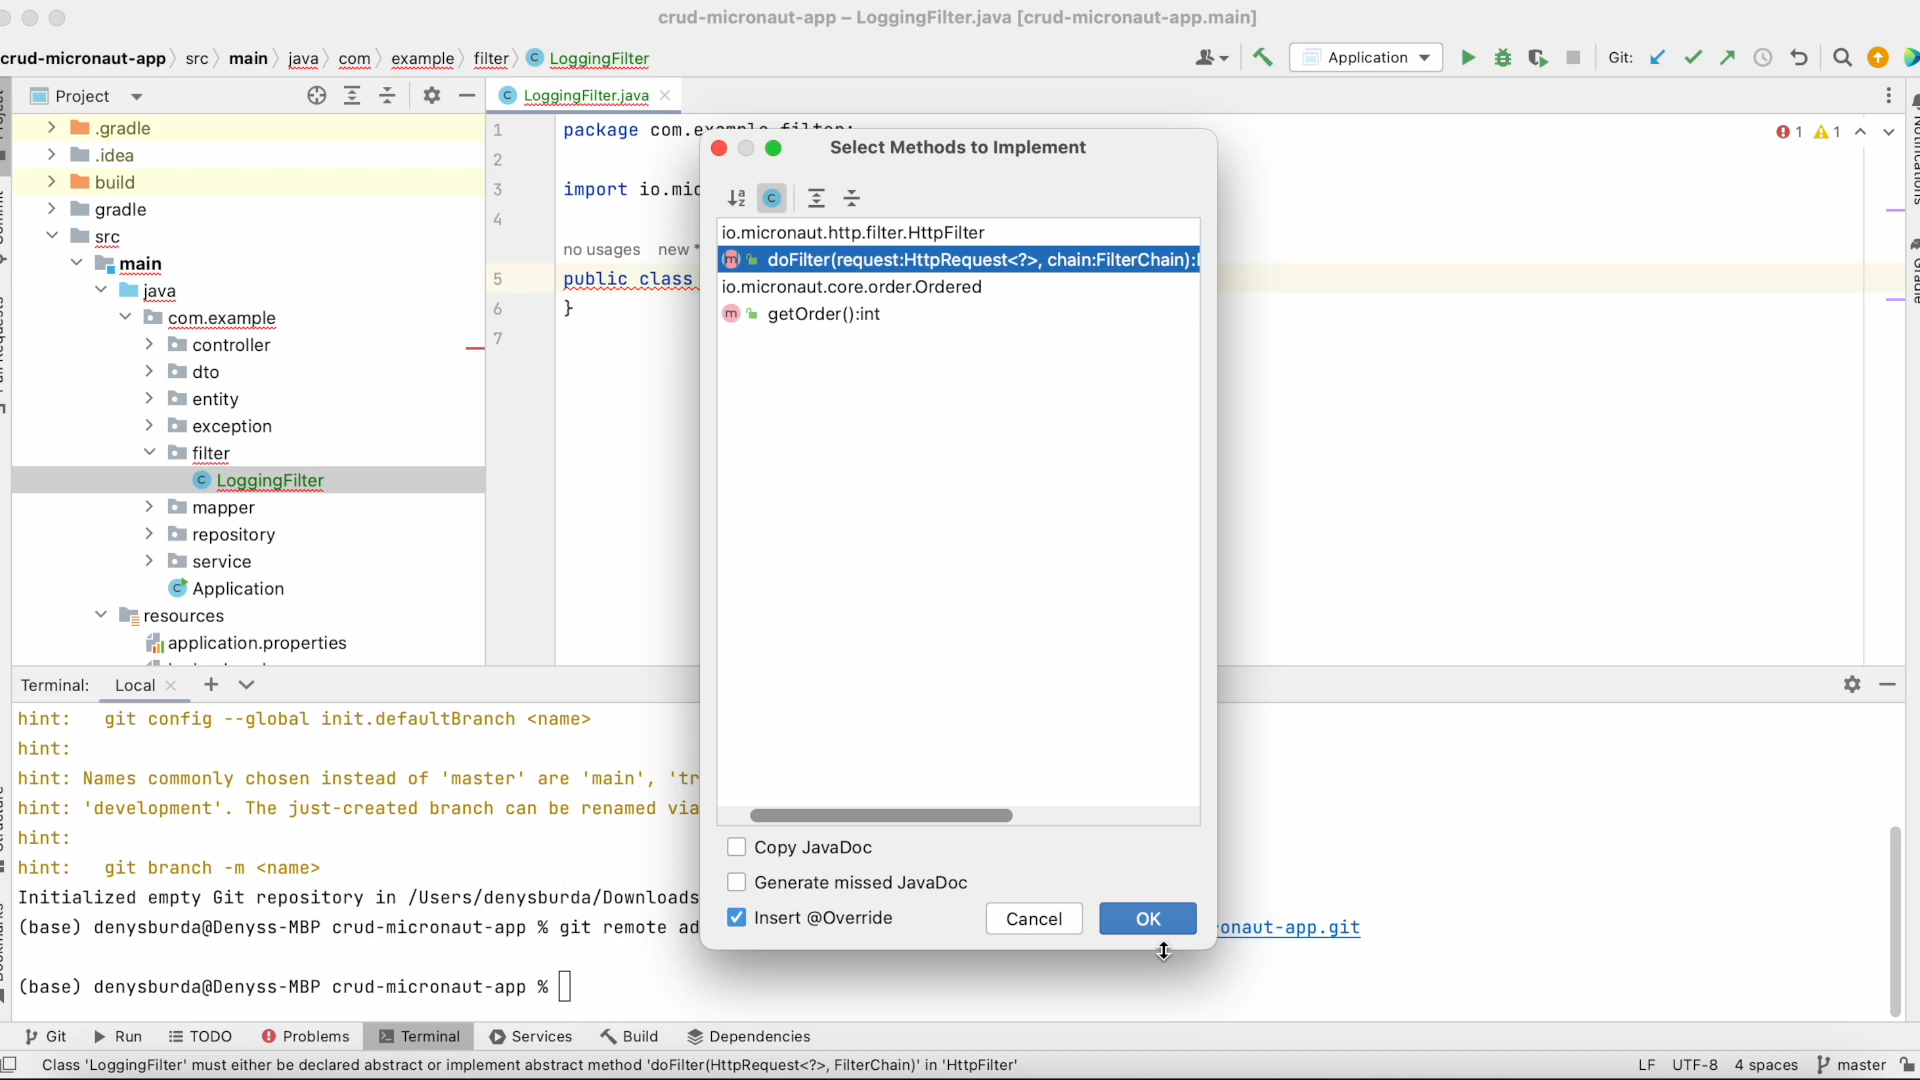 crud-micronaut-app – LoggingFilter.java [crud-micronaut-app.main]
crud-micronaut-app src main java com example filter LoggingFilter
Application Git:
Project
LoggingFilter.java
.gradle
.idea
build
gradle
src
main
java
com.example
controller
dto
entity
exception
filter
LoggingFilter
mapper
repository
service
Application
resources
application.properties
1 package com.example.filter;
2
3 import io.mic
4
no usages new *
5 public class
6 }
7
1 1
Select Methods to Implement
io.micronaut.http.filter.HttpFilter
doFilter(request:HttpRequest<?>, chain:FilterChain):
io.micronaut.core.order.Ordered
getOrder():int
Copy JavaDoc
Generate missed JavaDoc
Insert @Override
Cancel OK
Terminal: Local
hint: git config --global init.defaultBranch <name>
hint:
hint: Names commonly chosen instead of 'master' are 'main', 'tr
hint: 'development'. The just-created branch can be renamed via
hint:
hint: git branch -m <name>
Initialized empty Git repository in /Users/denysburda/Downloads
(base) denysburda@Denyss-MBP crud-micronaut-app % git remote ad onaut-app.git
(base) denysburda@Denyss-MBP crud-micronaut-app %
Git Run TODO Problems Terminal Services Build Dependencies
Class 'LoggingFilter' must either be declared abstract or implement abstract method 'doFilter(HttpRequest<?>, FilterChain)' in 'HttpFilter'
LF UTF-8 4 spaces master
Notifications
Gradle